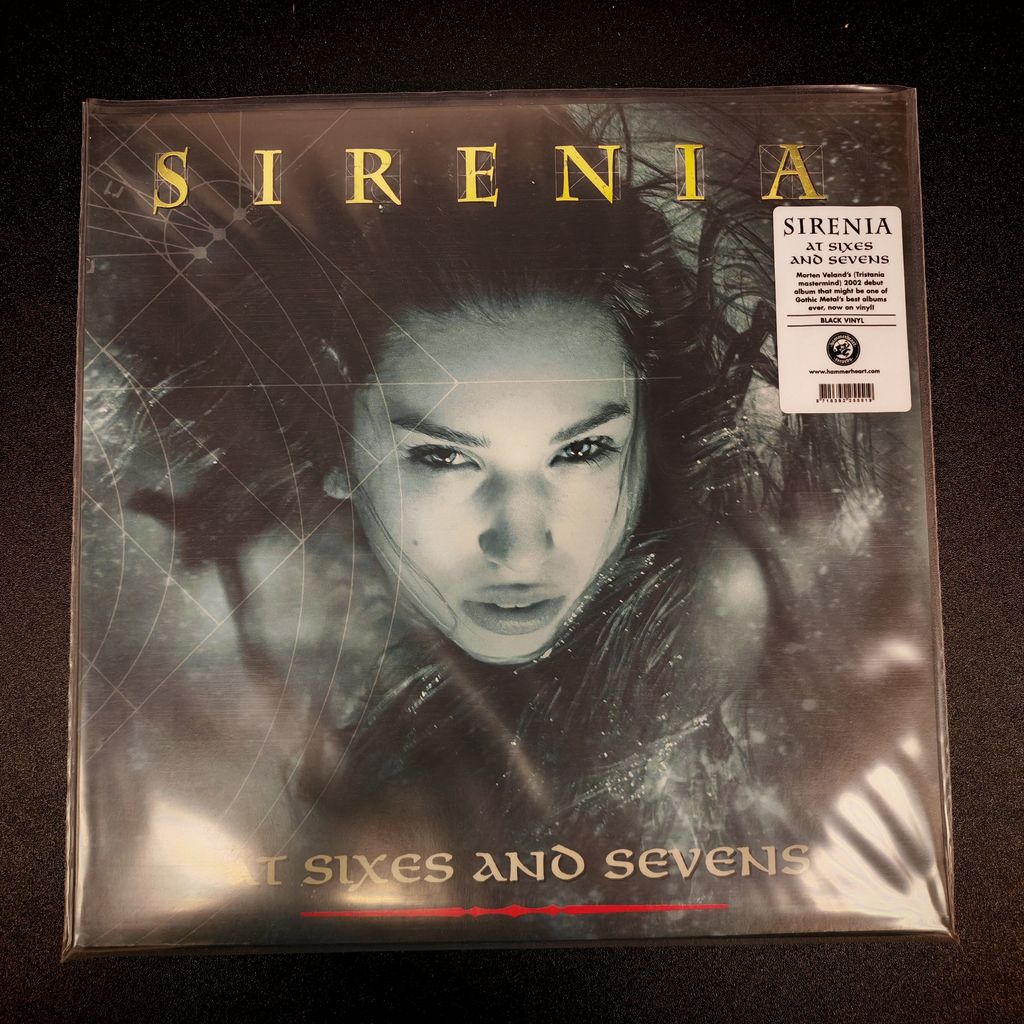 SIRENIA
SIRENIA
AT SIXES
AND SEVENS
Morten Veland's (Tristania
mastermind) 2002 debut
album that might be one of
Gothic Metal's best albums
ever, now on vinyl!
BLACK VINYL
www.hammerheart.com
AT SIXES AND SEVENS